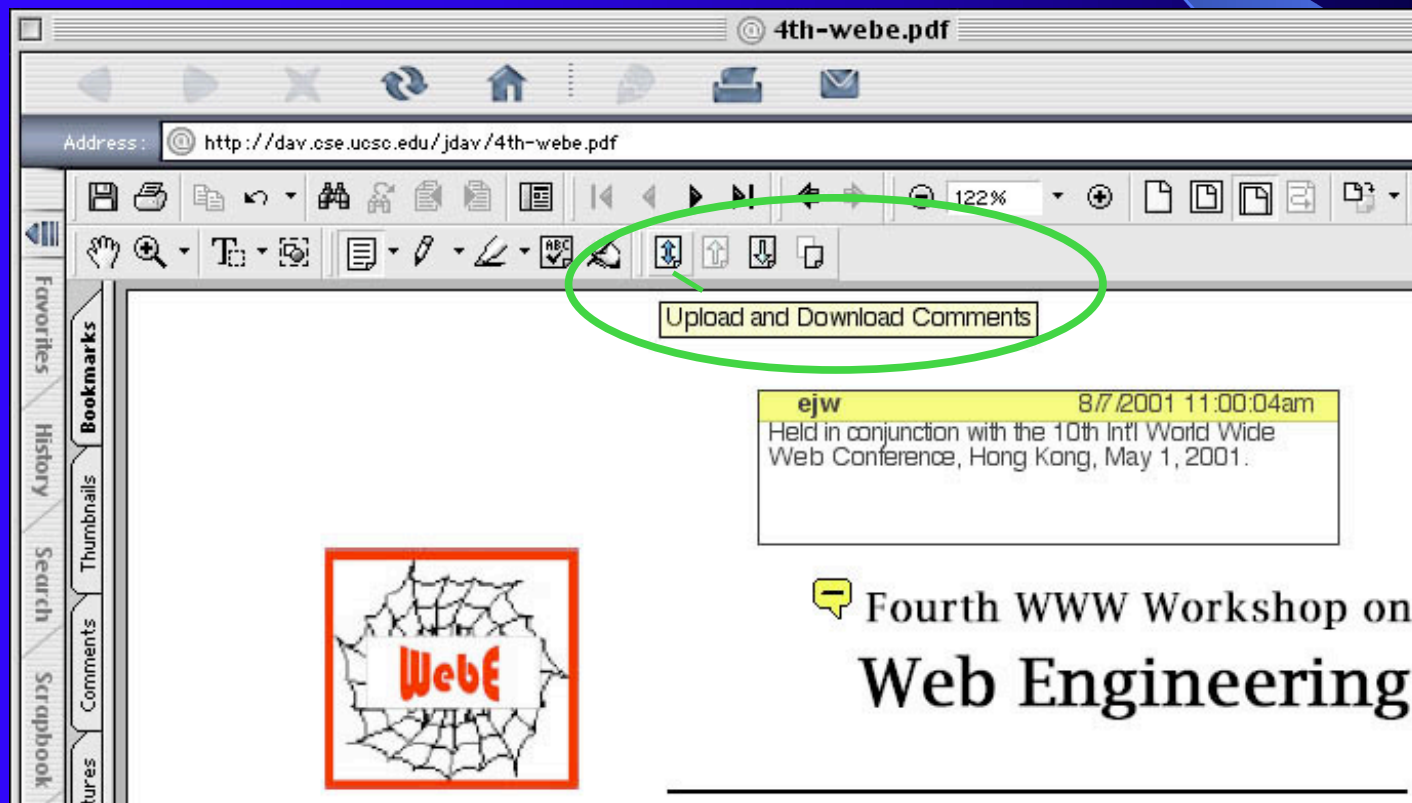 4th-webe.pdf
Address: http://dav.cse.ucsc.edu/jdav/4th-webe.pdf
122%
T
ABC
Upload and Download Comments
Favorites
History
Search
Scrapbook
Bookmarks
Thumbnails
Comments
tures
ejw 8/7/2001 11:00:04am
Held in conjunction with the 10th Int'l World Wide
Web Conference, Hong Kong, May 1, 2001.
WebE
Fourth WWW Workshop on
Web Engineering